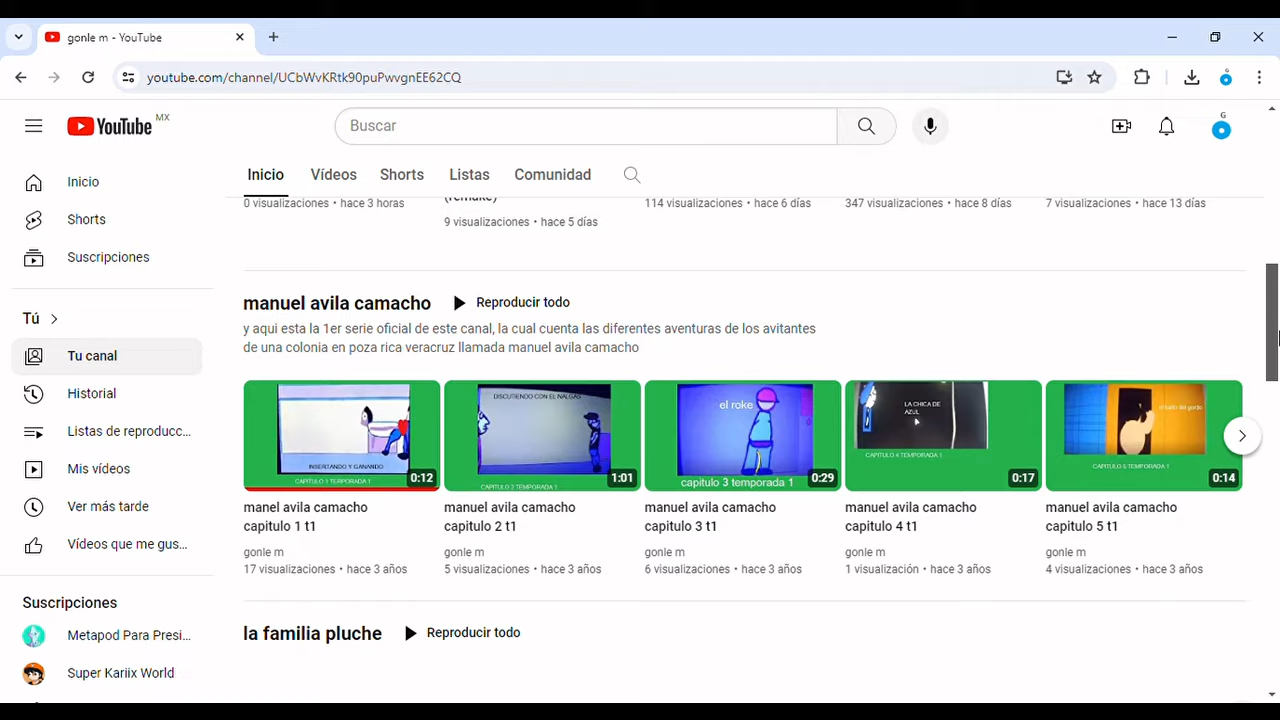 gonle m - YouTube
youtube.com/channel/UCbWvKRtk90puPwvgnEE62CQ
YouTube MX
Buscar
G
Inicio
Vídeos
Shorts
Listas
Comunidad
Inicio
Shorts
Suscripciones
Tú
Tu canal
Historial
Listas de reproducc...
Mis vídeos
Ver más tarde
Vídeos que me gus...
Suscripciones
Metapod Para Presi...
Super Kariix World
(remake)
0 visualizaciones • hace 3 horas
9 visualizaciones • hace 5 días
114 visualizaciones • hace 6 días
347 visualizaciones • hace 8 días
7 visualizaciones • hace 13 días
manuel avila camacho
Reproducir todo
y aqui esta la 1er serie oficial de este canal, la cual cuenta las diferentes aventuras de los avitantes
de una colonia en poza rica veracruz llamada manuel avila camacho
INSERTANDO Y GANANDO
CAPITULO 1 TERPORADA 1
0:12
manel avila camacho
capitulo 1 t1
gonle m
17 visualizaciones • hace 3 años
DISCUTIENDO CON EL NALGAS
CAPITULO 2 TEMPORADA 1
1:01
manuel avila camacho
capitulo 2 t1
gonle m
5 visualizaciones • hace 3 años
el roke
capitulo 3 temporada 1
0:29
manuel avila camacho
capitulo 3 t1
gonle m
6 visualizaciones • hace 3 años
LA CHICA DE
AZUL
CAPITULO 4 TEMPORADA 1
0:17
manuel avila camacho
capitulo 4 t1
gonle m
1 visualización • hace 3 años
del gordo
CAPITULO 5 TEMPORADA 1
0:14
manuel avila camacho
capitulo 5 t1
gonle m
4 visualizaciones • hace 3 años
la familia pluche
Reproducir todo